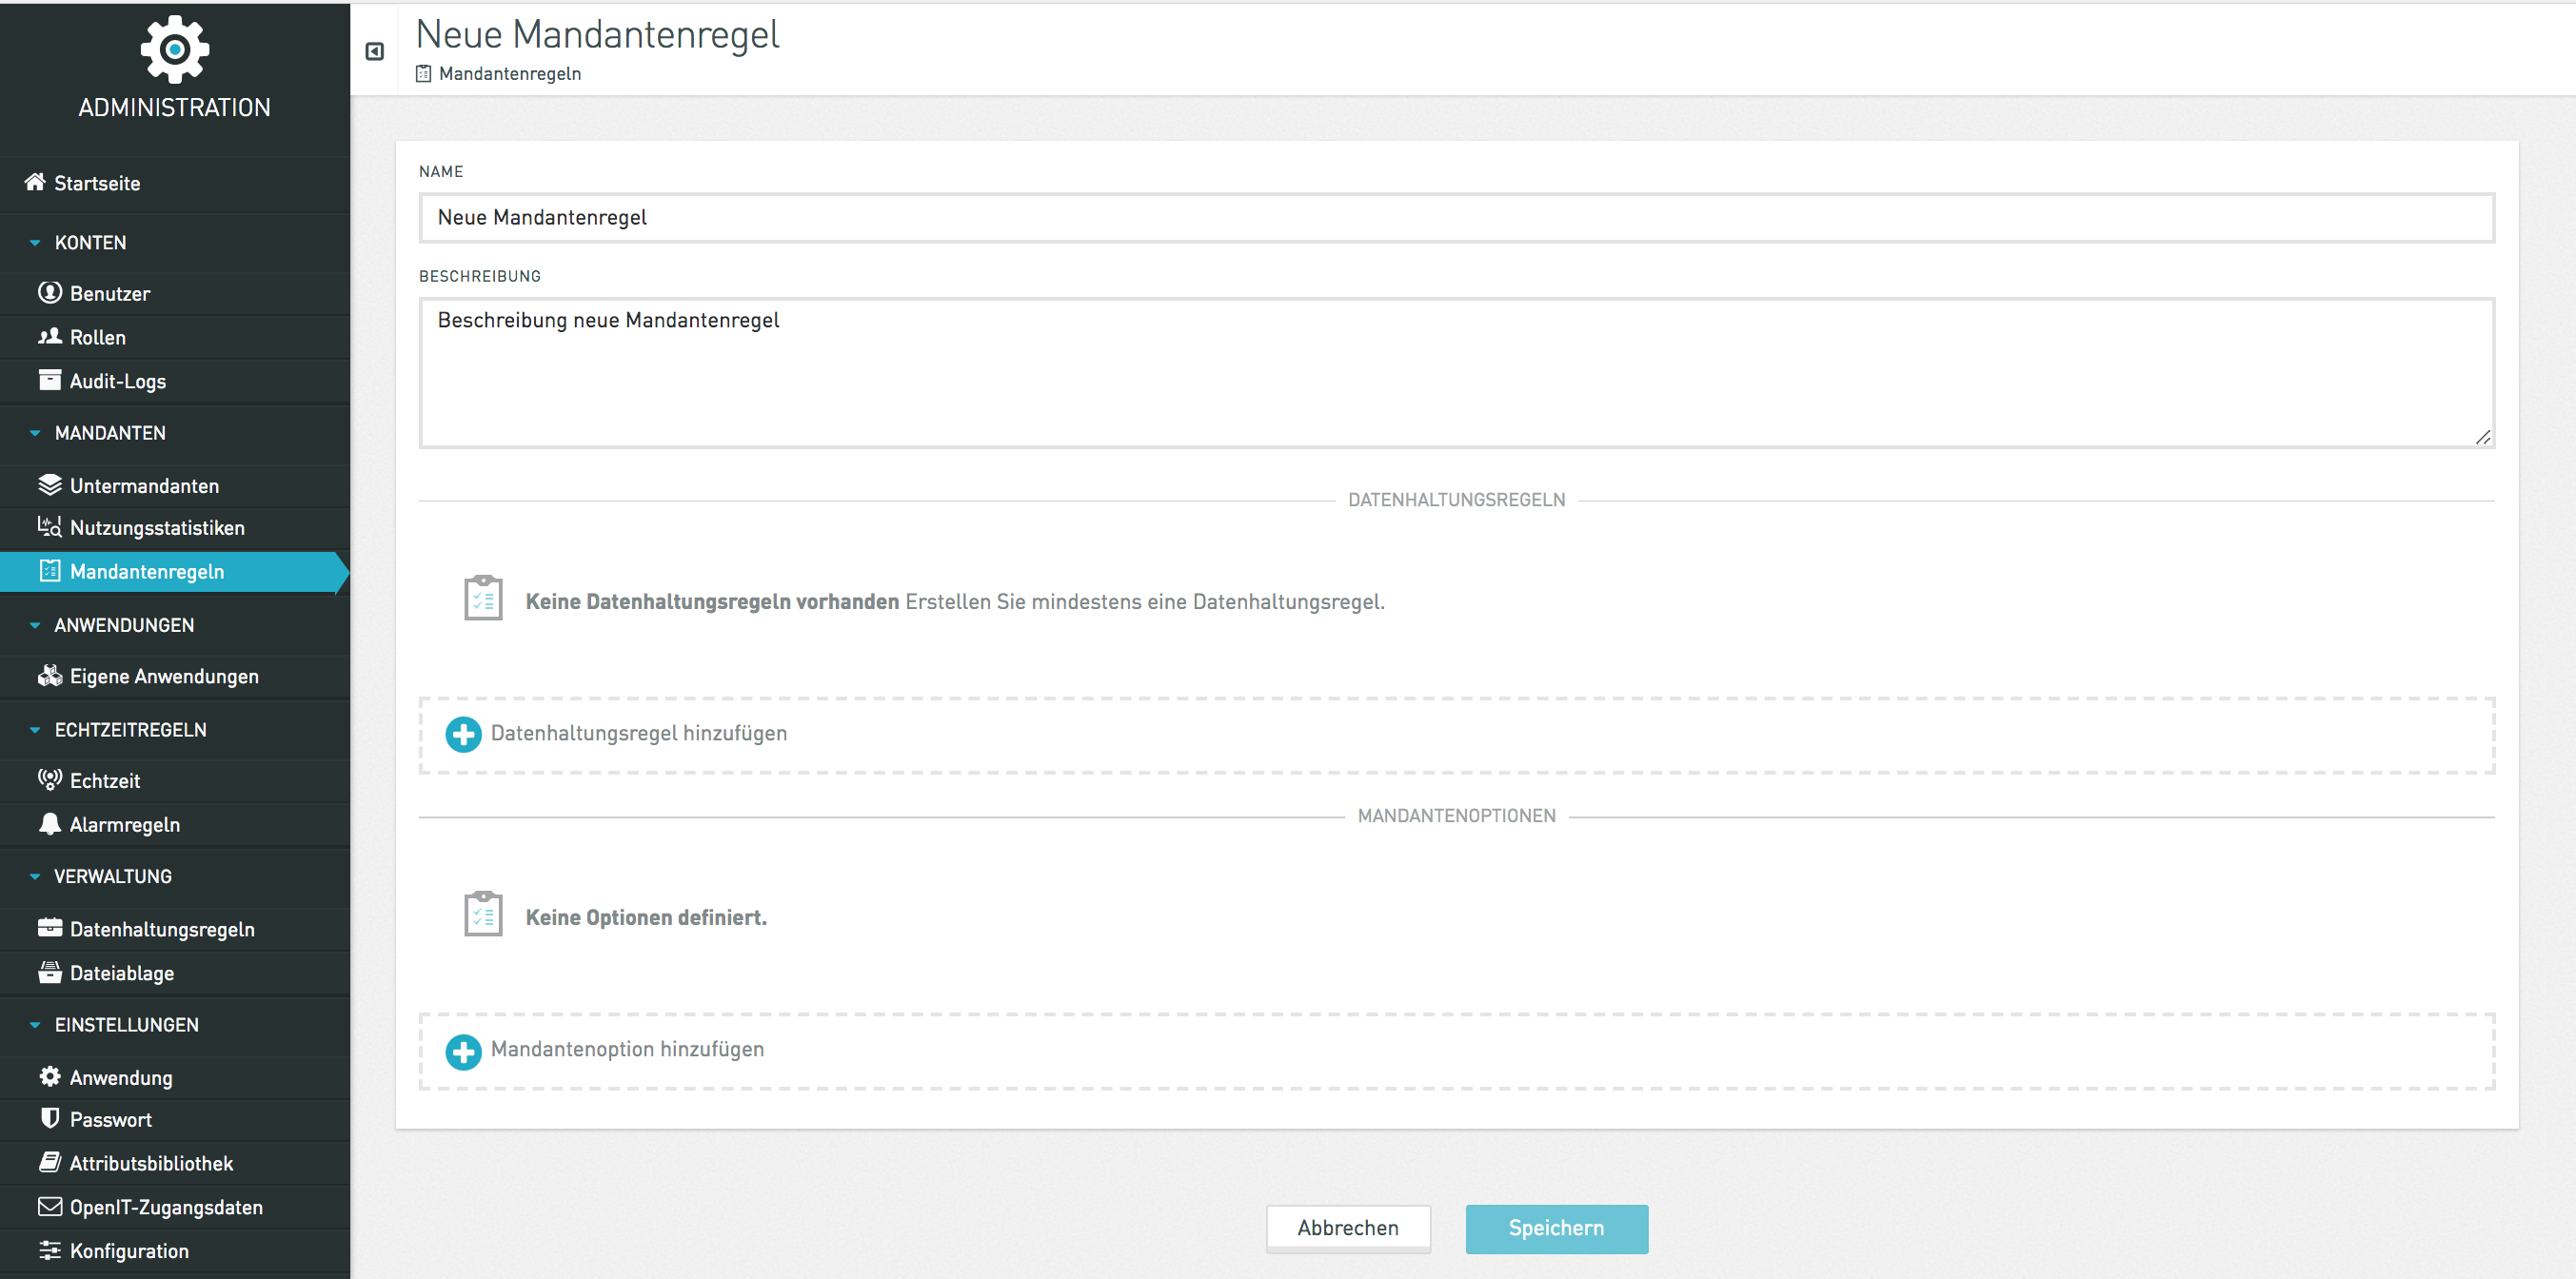 ADMINISTRATION
Startseite
KONTEN
Benutzer
Rollen
Audit-Logs
MANDANTEN
Untermandanten
Nutzungsstatistiken
Mandantenregeln
ANWENDUNGEN
Eigene Anwendungen
ECHTZEITREGELN
Echtzeit
Alarmregeln
VERWALTUNG
Datenhaltungsregeln
Dateiablage
EINSTELLUNGEN
Anwendung
Passwort
Attributsbibliothek
OpenIT-Zugangsdaten
Konfiguration
Neue Mandantenregel
Mandantenregeln
NAME
Neue Mandantenregel
BESCHREIBUNG
Beschreibung neue Mandantenregel
DATENHALTUNGSREGELN
Keine Datenhaltungsregeln vorhanden Erstellen Sie mindestens eine Datenhaltungsregel.
Datenhaltungsregel hinzufügen
MANDANTENOPTIONEN
Keine Optionen definiert.
Mandantenoption hinzufügen
Abbrechen Speichern